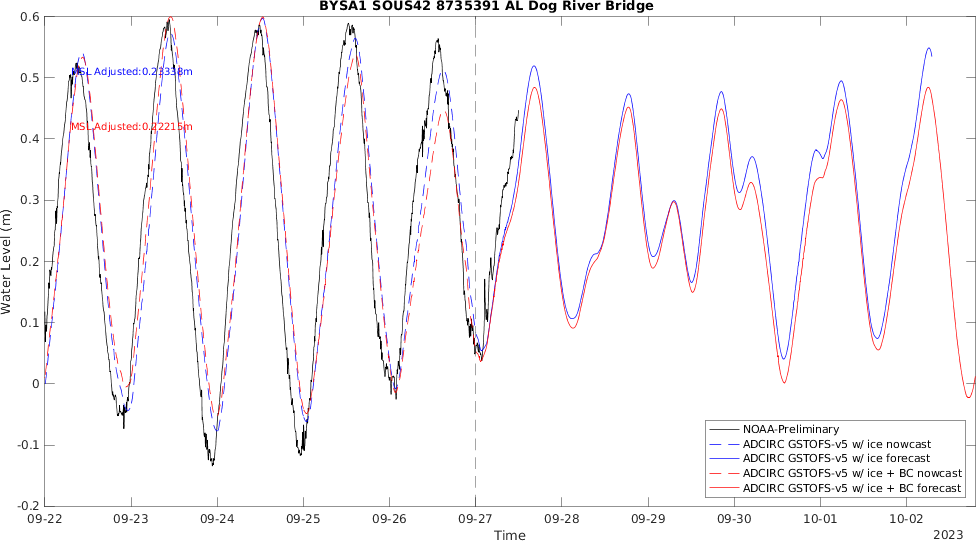 BYSA1 SOUS42 8735391 AL Dog River Bridge
0.6
0.5
0.4
0.3
0.2
0.1
0
-0.1
-0.2
Water Level (m)
MSL Adjusted:0.21338m
MSL Adjusted:0.22215m
NOAA-Preliminary
ADCIRC GSTOFS-v5 w/ ice nowcast
ADCIRC GSTOFS-v5 w/ ice forecast
ADCIRC GSTOFS-v5 w/ ice + BC nowcast
ADCIRC GSTOFS-v5 w/ ice + BC forecast
09-22 09-23 09-24 09-25 09-26 09-27 09-28 09-29 09-30 10-01 10-02
Time
2023